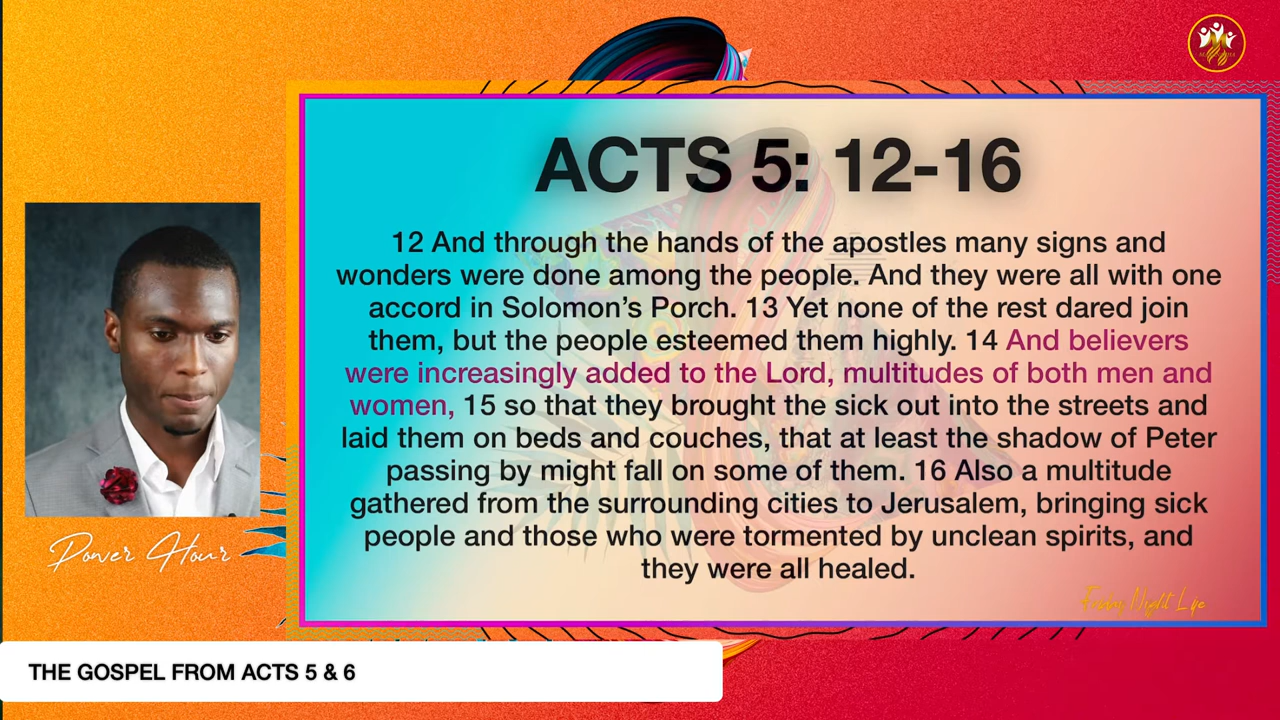 ACTS 5: 12-16
12 And through the hands of the apostles many signs and
wonders were done among the people. And they were all with one
accord in Solomon’s Porch. 13 Yet none of the rest dared join
them, but the people esteemed them highly. 14 And believers
were increasingly added to the Lord, multitudes of both men and
women, 15 so that they brought the sick out into the streets and
laid them on beds and couches, that at least the shadow of Peter
passing by might fall on some of them. 16 Also a multitude
gathered from the surrounding cities to Jerusalem, bringing sick
people and those who were tormented by unclean spirits, and
they were all healed.
Friday Night Life
Power Hour
THE GOSPEL FROM ACTS 5 & 6